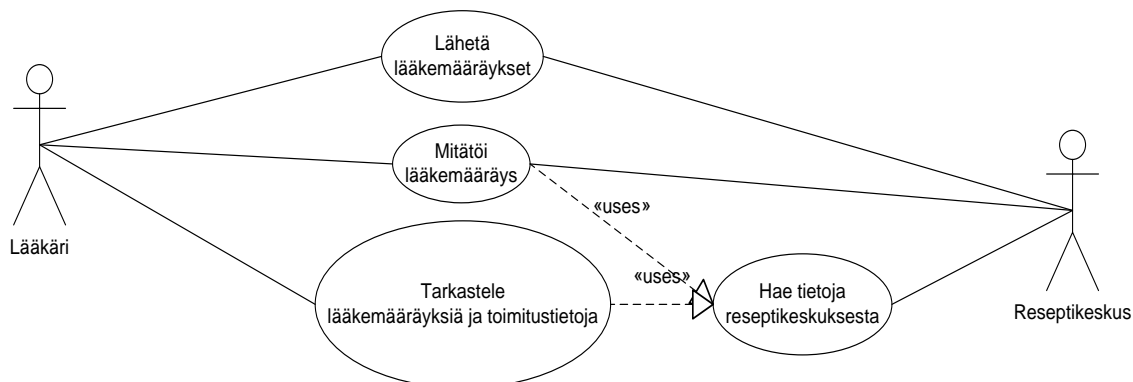 Lähetä
lääkemääräykset
Mitätöi
lääkemääräys
«uses»
Lääkäri
«uses»
Tarkastele
lääkemääräyksiä ja toimitustietoja
Hae tietoja
reseptikeskuksesta
Reseptikeskus